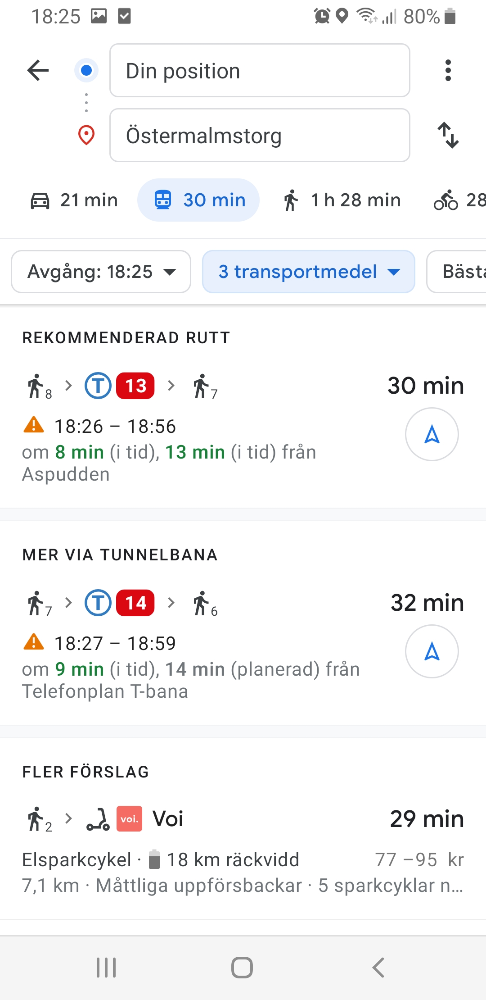 18:25 80%
Din position
Östermalmstorg
21 min 30 min 1 h 28 min 28
Avgång: 18:25 3 transportmedel Bästa
REKOMMENDERAD RUTT
8 T 13 7 30 min
18:26 – 18:56
om 8 min (i tid), 13 min (i tid) från
Aspudden
MER VIA TUNNELBANA
7 T 14 6 32 min
18:27 – 18:59
om 9 min (i tid), 14 min (planerad) från
Telefonplan T-bana
FLER FÖRSLAG
2 voi. Voi 29 min
Elsparkcykel · 18 km räckvidd 77 –95 kr
7,1 km · Måttliga uppförsbackar · 5 sparkcyklar n...